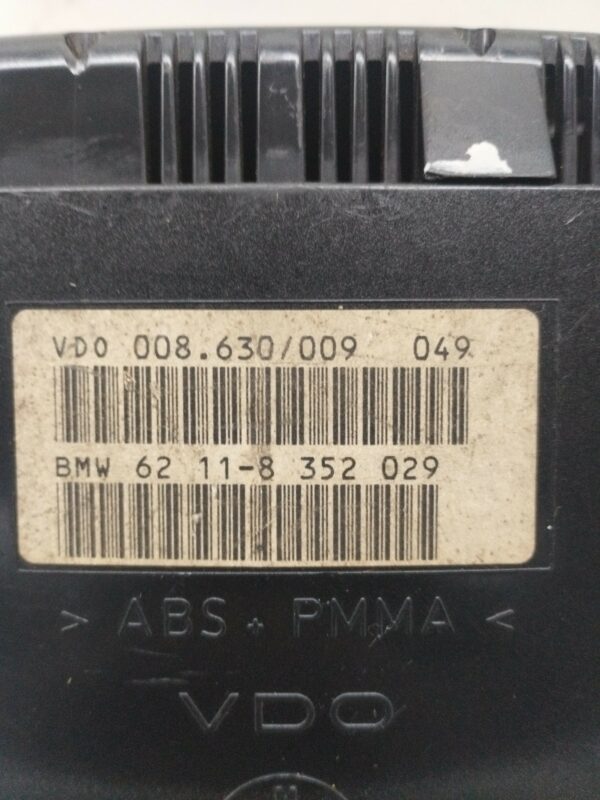 VDO 008.630/009 049
BMW 62 11-8 352 029
> ABS + PMMA <
VDO
M